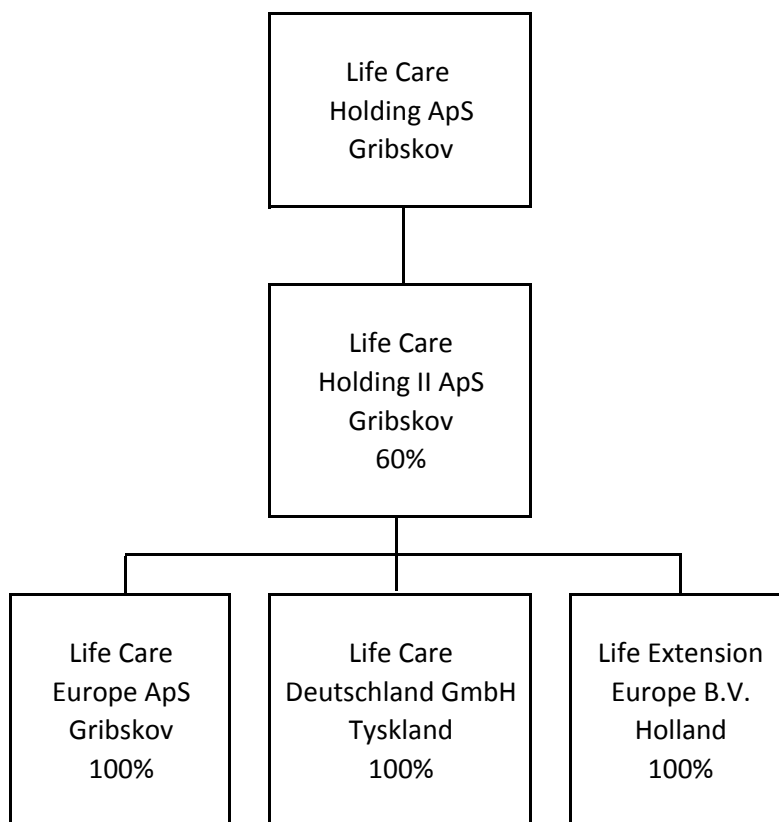 Life Care
Holding ApS
Gribskov
Life Care
Holding II ApS
Gribskov
60%
Life Care
Europe ApS
Gribskov
100%
Life Care
Deutschland GmbH
Tyskland
100%
Life Extension
Europe B.V.
Holland
100%